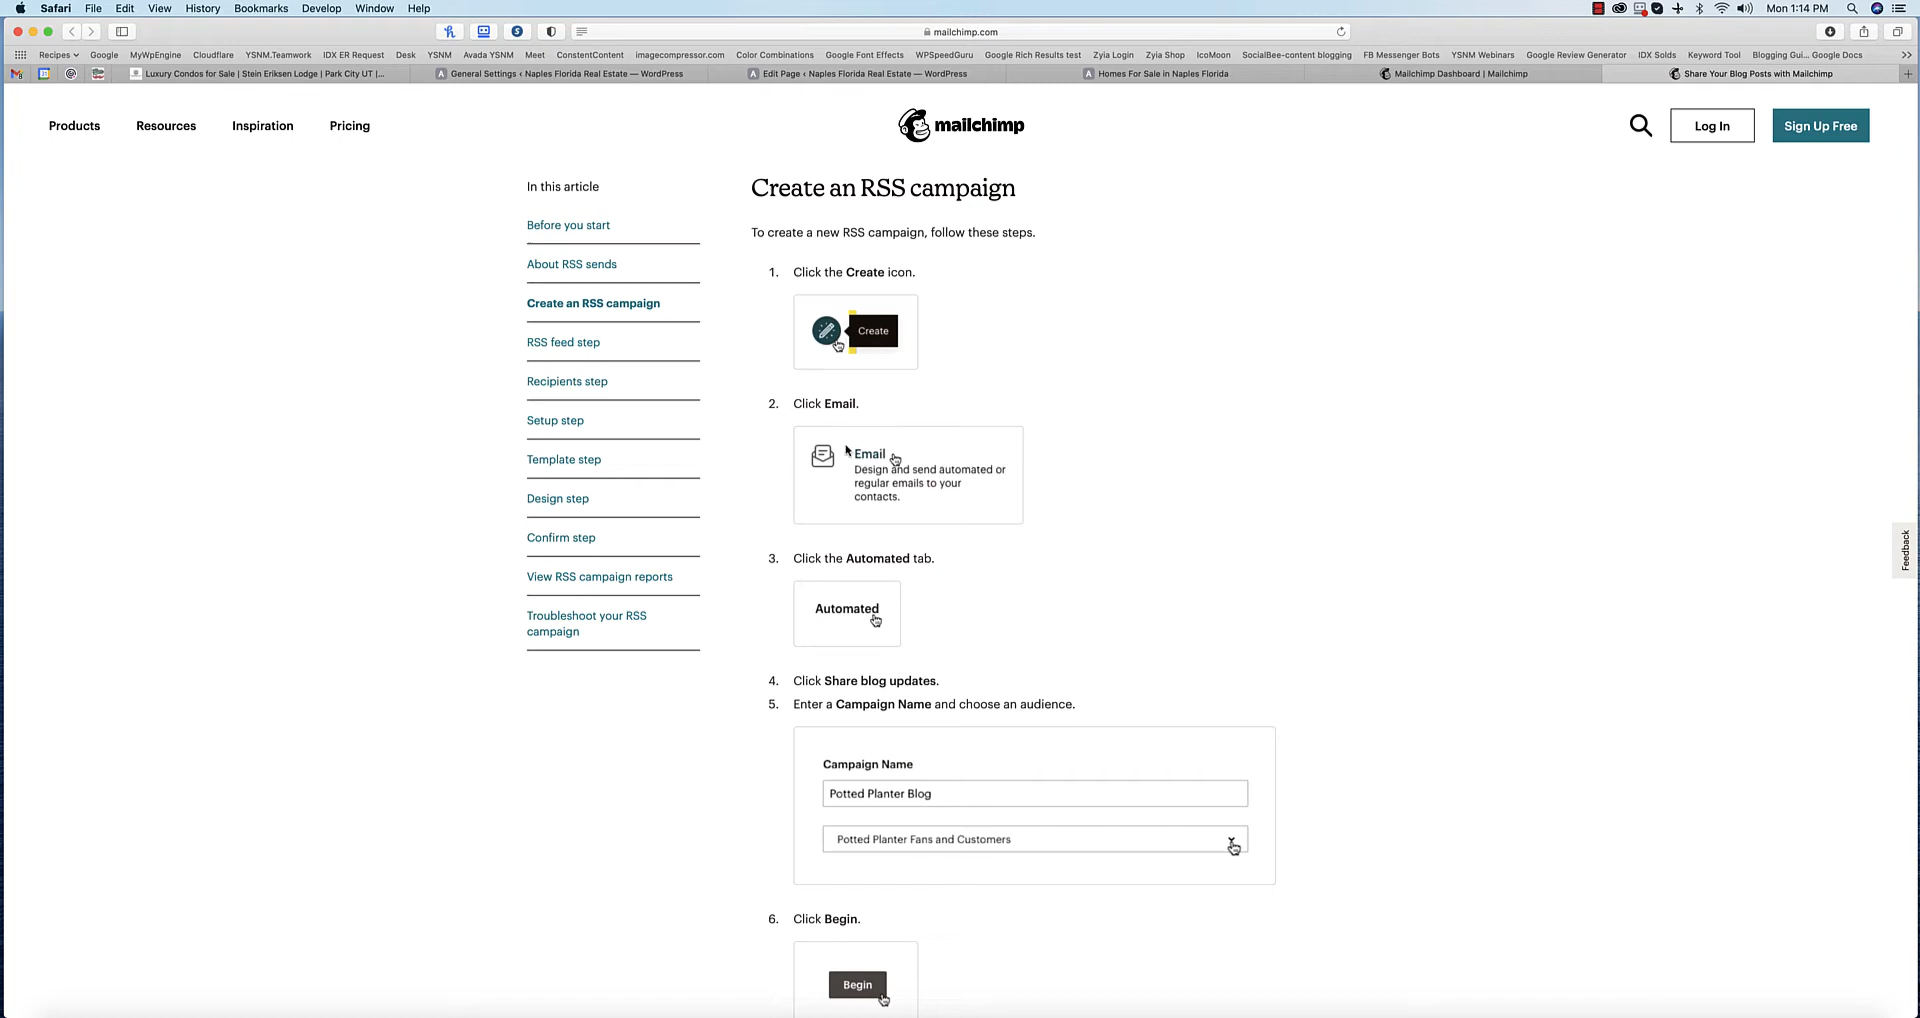 Safari File Edit View History Bookmarks Develop Window Help Mon 1:14 PM
mailchimp.com
Recipes Google MyWpEngine Cloudflare YSNM.Teamwork IDX ER Request Desk YSNM Avada YSNM Meet ConstentContent imagecompressor.com Color Combinations Google Font Effects WPSpeedGuru Google Rich Results test Zyia Login Zyia Shop IcoMoon SocialBee-content blogging FB Messenger Bots YSNM Webinars Google Review Generator IDX Solds Keyword Tool Blogging Gui... Google Docs >>
Luxury Condos for Sale | Stein Eriksen Lodge | Park City UT |... General Settings ‹ Naples Florida Real Estate — WordPress Edit Page ‹ Naples Florida Real Estate — WordPress Homes For Sale in Naples Florida Mailchimp Dashboard | Mailchimp Share Your Blog Posts with Mailchimp
Products Resources Inspiration Pricing mailchimp Log In Sign Up Free
In this article
Before you start
About RSS sends
Create an RSS campaign
RSS feed step
Recipients step
Setup step
Template step
Design step
Confirm step
View RSS campaign reports
Troubleshoot your RSS
campaign
Create an RSS campaign
To create a new RSS campaign, follow these steps.
1. Click the Create icon.
Create
2. Click Email.
Email
Design and send automated or
regular emails to your
contacts.
3. Click the Automated tab.
Automated
4. Click Share blog updates.
5. Enter a Campaign Name and choose an audience.
Campaign Name
Potted Planter Blog
Potted Planter Fans and Customers
6. Click Begin.
Begin
Feedback